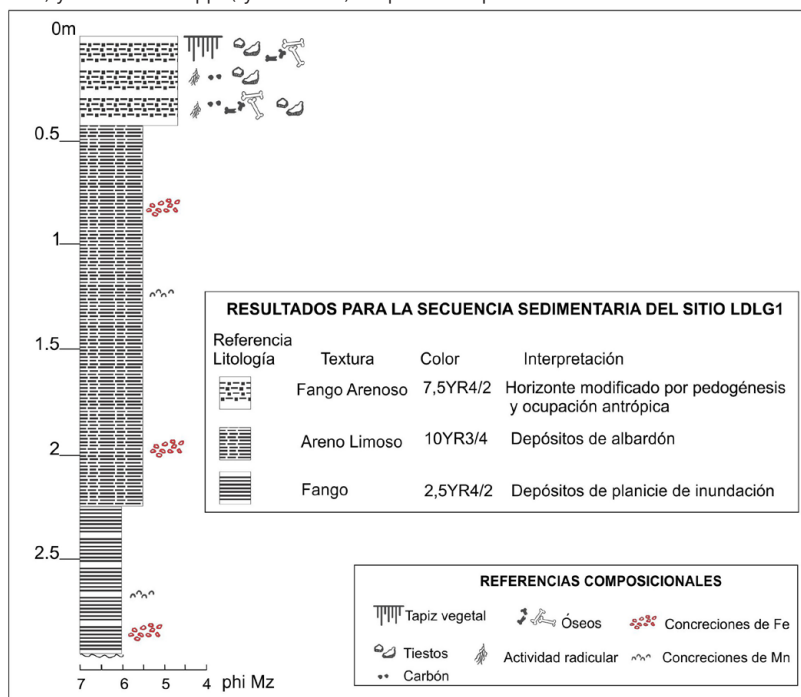 0m
0.5
1
1.5
2
2.5
7 6 5 4 phi Mz
RESULTADOS PARA LA SECUENCIA SEDIMENTARIA DEL SITIO LDLG1
Referencia
Litología Textura Color Interpretación
Fango Arenoso 7,5YR4/2 Horizonte modificado por pedogénesis
y ocupación antrópica
Areno Limoso 10YR3/4 Depósitos de albardón
Fango 2,5YR4/2 Depósitos de planicie de inundación
REFERENCIAS COMPOSICIONALES
Tapiz vegetal Óseos Concreciones de Fe
Tiestos Actividad radicular Concreciones de Mn
Carbón